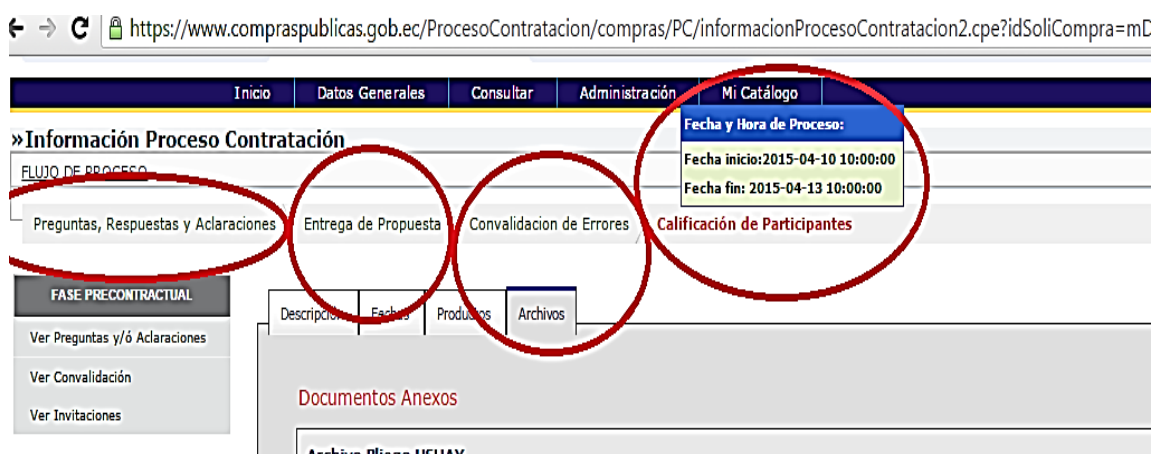 https://www.compraspublicas.gob.ec/ProcesoContratacion/compras/PC/informacionProcesoContratacion2.cpe?idSoliCompra=mD
Inicio Datos Generales Consultar Administración Mi Catálogo
Fecha y Hora de Proceso:
»Información Proceso Contratación
Fecha inicio:2015-04-10 10:00:00
FLUJO DE PROCESO
Fecha fin: 2015-04-13 10:00:00
Preguntas, Respuestas y Aclaraciones Entrega de Propuesta Convalidacion de Errores Calificación de Participantes
FASE PRECONTRACTUAL
Descripción Fechas Productos Archivos
Ver Preguntas y/ó Aclaraciones
Ver Convalidación
Documentos Anexos
Ver Invitaciones